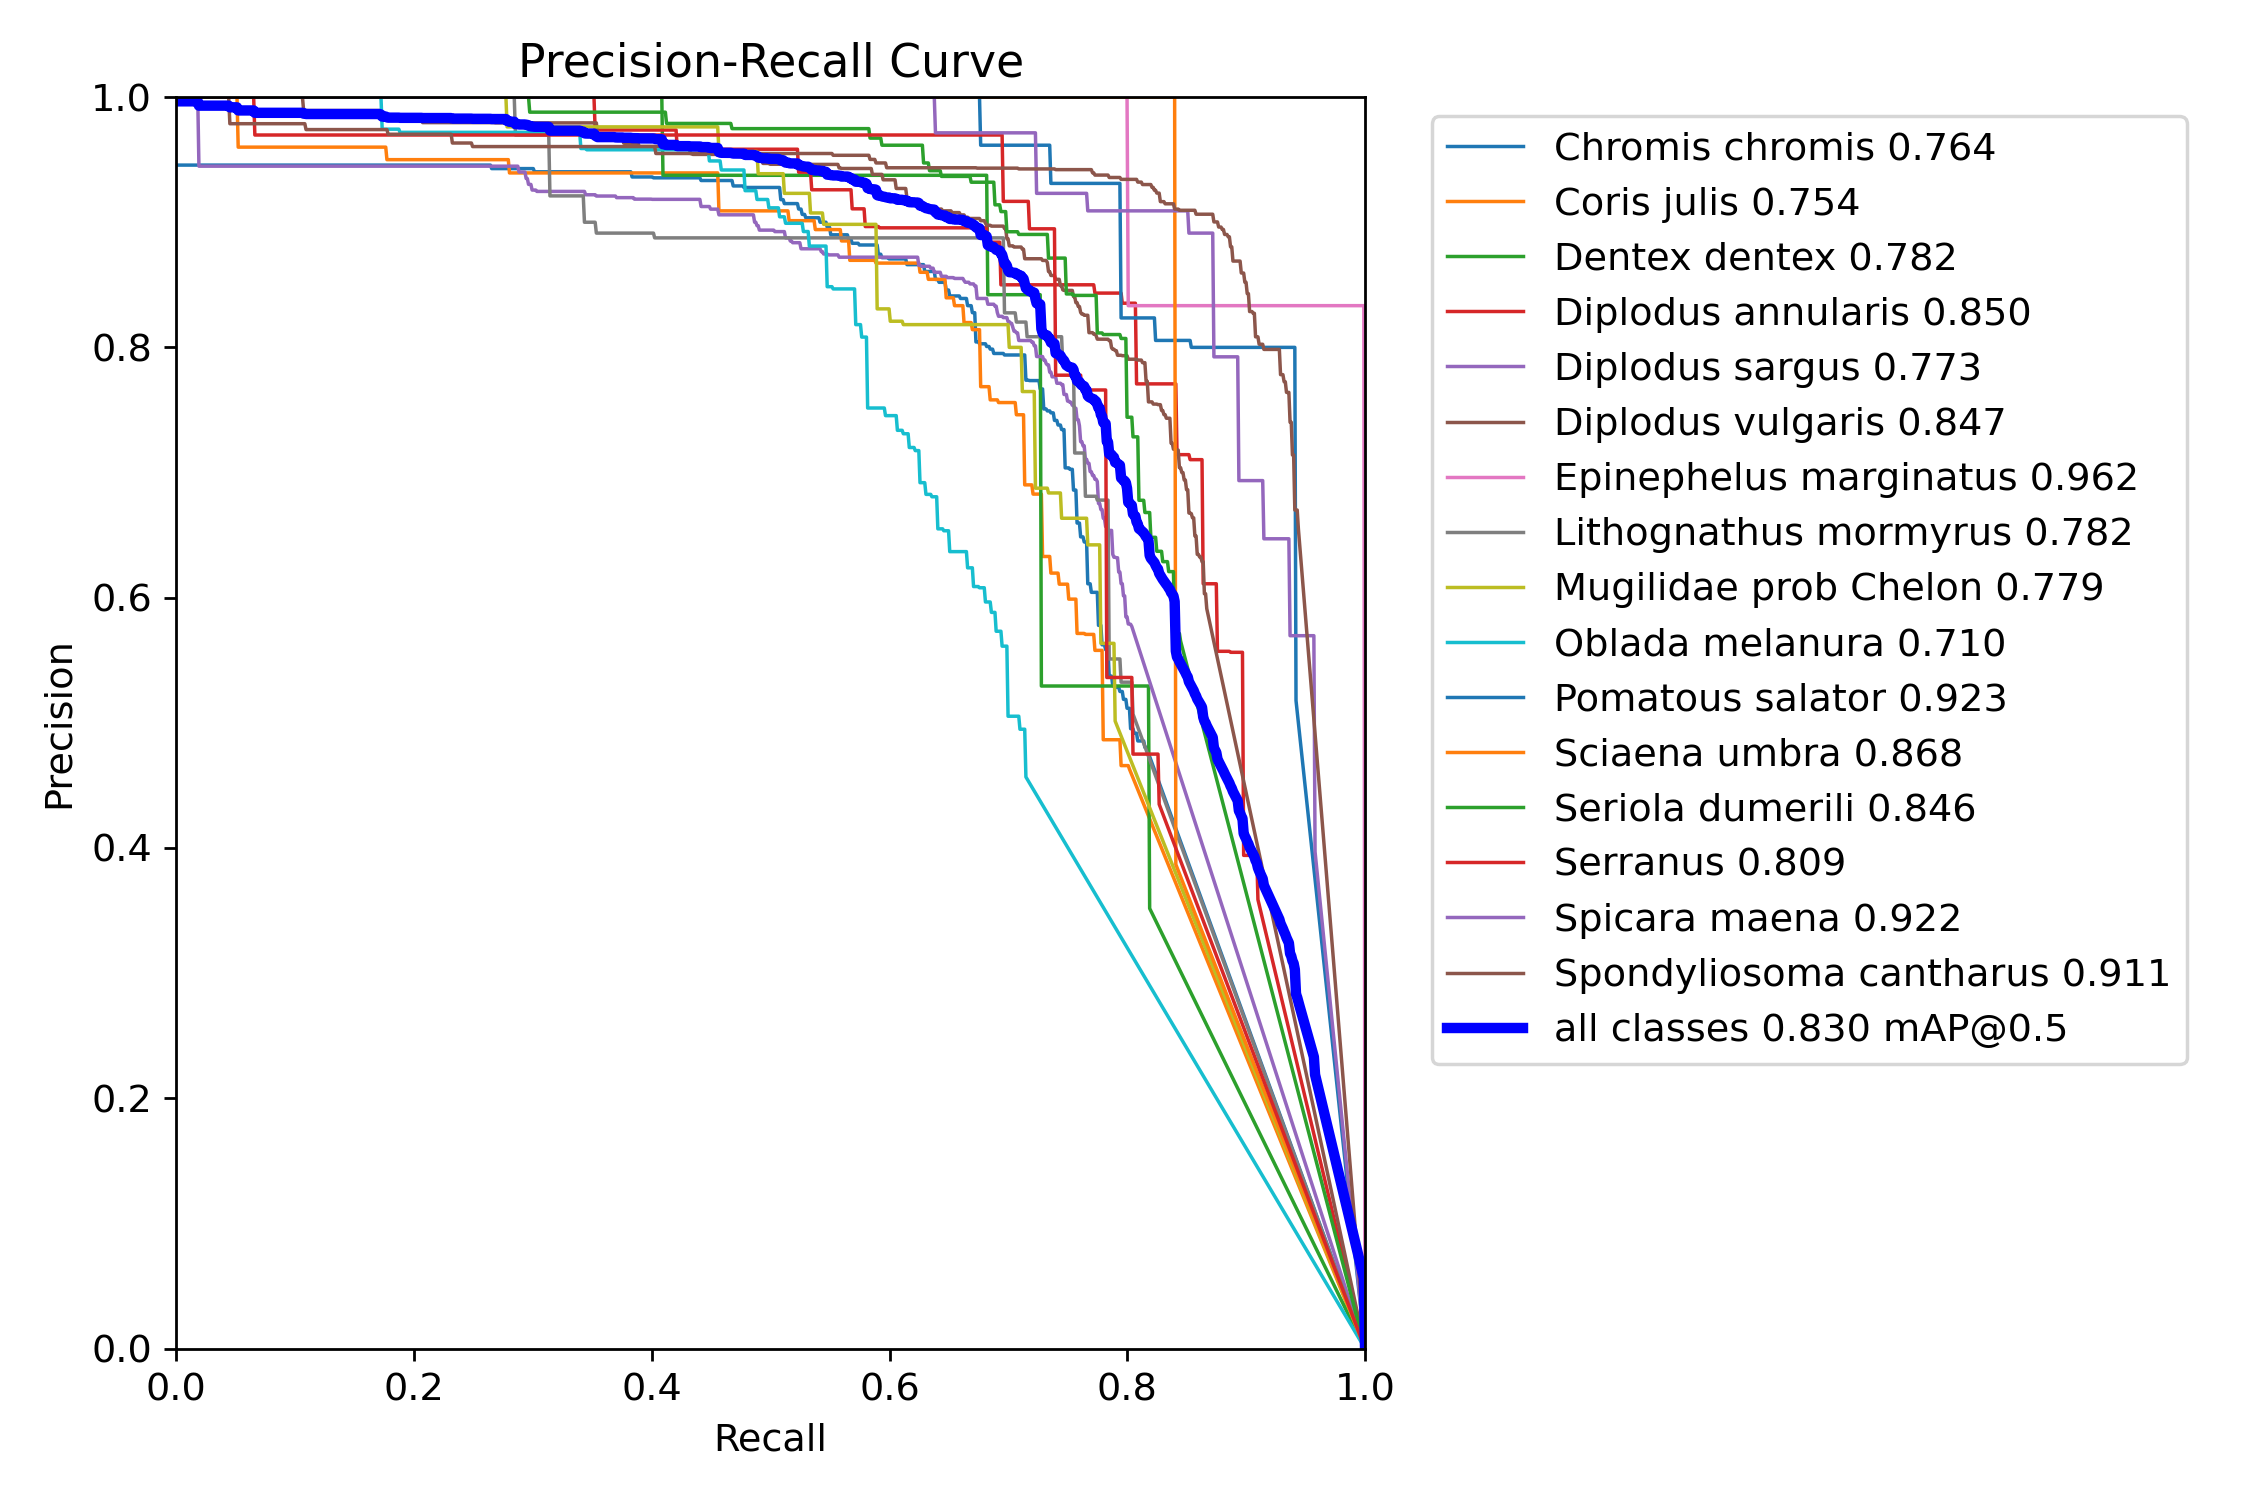 Precision-Recall Curve
1.0
0.8
0.6
0.4
0.2
0.0
Precision
0.0 0.2 0.4 0.6 0.8 1.0
Recall
Chromis chromis 0.764
Coris julis 0.754
Dentex dentex 0.782
Diplodus annularis 0.850
Diplodus sargus 0.773
Diplodus vulgaris 0.847
Epinephelus marginatus 0.962
Lithognathus mormyrus 0.782
Mugilidae prob Chelon 0.779
Oblada melanura 0.710
Pomatous salator 0.923
Sciaena umbra 0.868
Seriola dumerili 0.846
Serranus 0.809
Spicara maena 0.922
Spondyliosoma cantharus 0.911
all classes 0.830 mAP@0.5